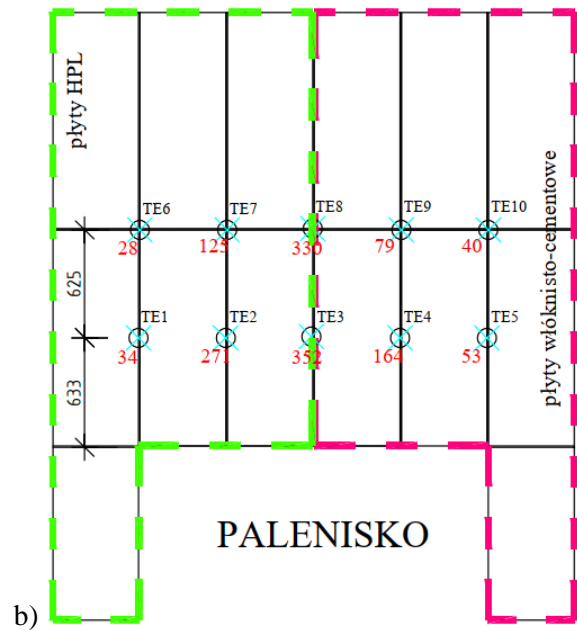 płyty HPL
płyty włóknisto-cementowe
TE6 TE7 TE8 TE9 TE10
28 125 330 79 40
625
TE1 TE2 TE3 TE4 TE5
34 271 352 164 53
633
PALENISKO
b)